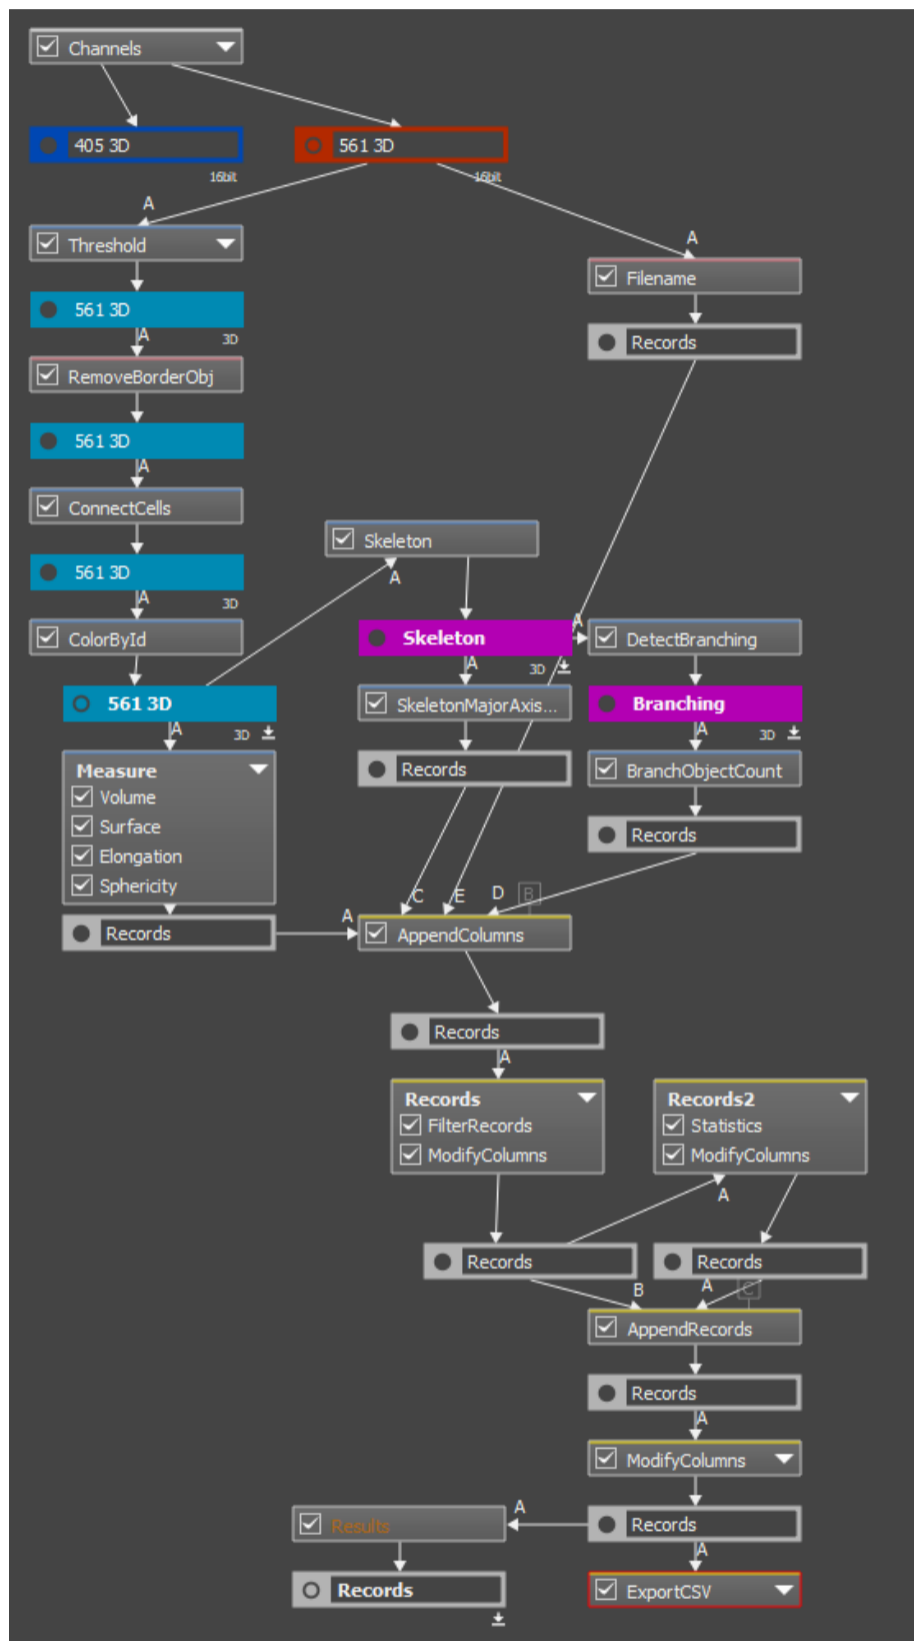 Channels
405 3D
561 3D
16bit
16bit
A
A
Threshold
Filename
561 3D
Records
A
3D
RemoveBorderObj
561 3D
A
ConnectCells
Skeleton
561 3D
A
A
3D
A
ColorById
Skeleton
DetectBranching
A
3D
561 3D
SkeletonMajorAxis...
Branching
A
3D
A
3D
Measure
Records
BranchObjectCount
Volume
Surface
Records
Elongation
Sphericity
C
E
D
B
A
Records
AppendColumns
Records
A
Records
Records2
FilterRecords
Statistics
ModifyColumns
ModifyColumns
A
Records
Records
B
A
C
AppendRecords
Records
A
ModifyColumns
A
Results
Records
A
Records
ExportCSV